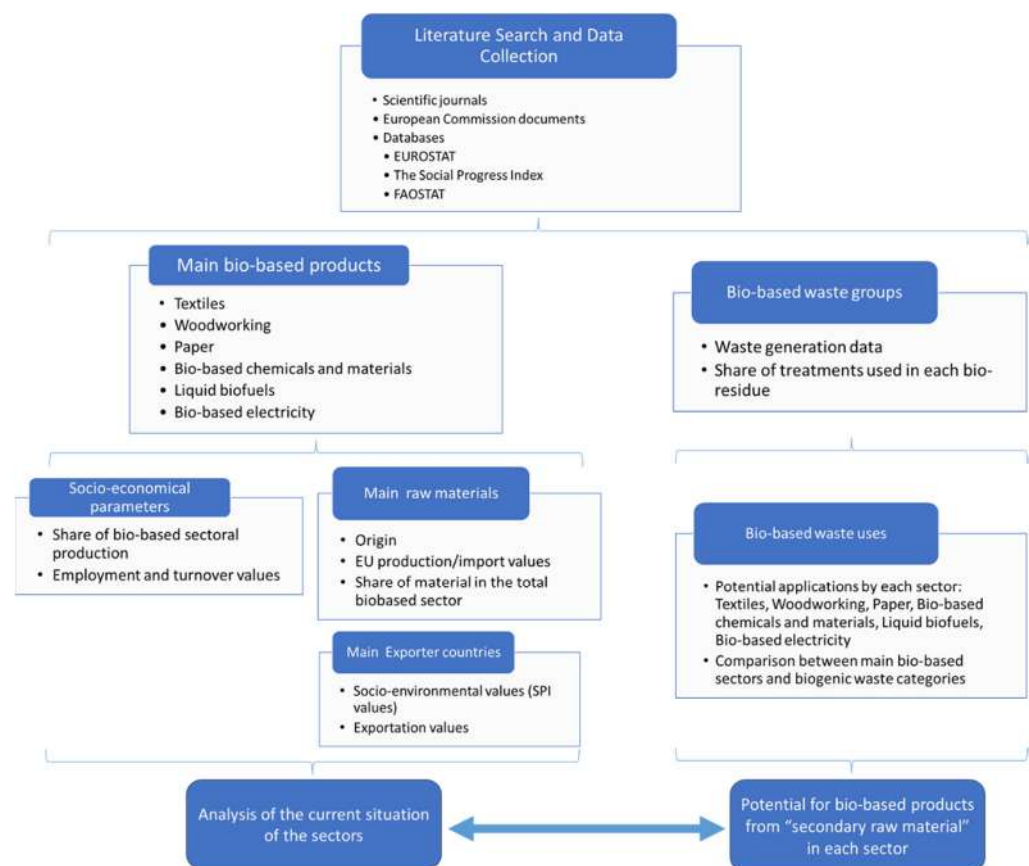 Literature Search and Data
Collection
• Scientific journals
• European Commission documents
• Databases
• EUROSTAT
• The Social Progress Index
• FAOSTAT
Main bio-based products
• Textiles
• Woodworking
• Paper
• Bio-based chemicals and materials
• Liquid biofuels
• Bio-based electricity
Bio-based waste groups
• Waste generation data
• Share of treatments used in each bio-
residue
Socio-economical
parameters
• Share of bio-based sectoral
production
• Employment and turnover values
Main raw materials
• Origin
• EU production/import values
• Share of material in the total
biobased sector
Main Exporter countries
• Socio-environmental values (SPI
values)
• Exportation values
Bio-based waste uses
• Potential applications by each sector:
Textiles, Woodworking, Paper, Bio-based
chemicals and materials, Liquid biofuels,
Bio-based electricity
• Comparison between main bio-based
sectors and biogenic waste categories
Analysis of the current situation
of the sectors
Potential for bio-based products
from “secondary raw material”
in each sector